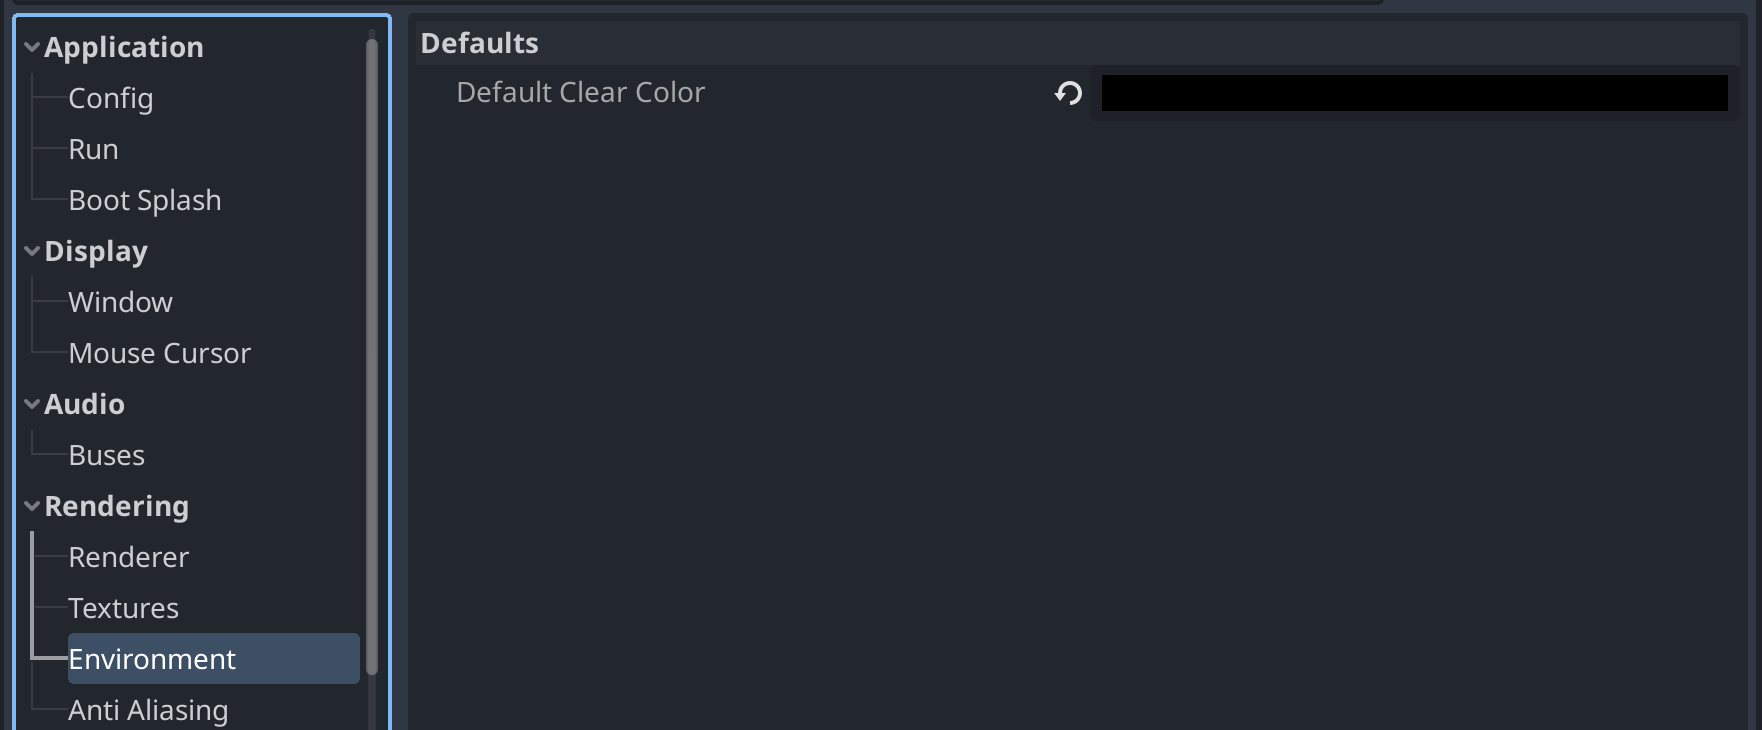 Application
Config
Run
Boot Splash
Display
Window
Mouse Cursor
Audio
Buses
Rendering
Renderer
Textures
Environment
Anti Aliasing
Defaults
Default Clear Color